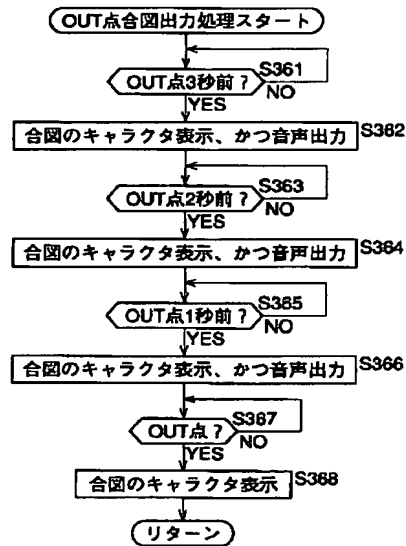 OUT点合図出力処理スタート
OUT点3秒前？ S361
NO
YES
合図のキャラクタ表示、かつ音声出力 S362
OUT点2秒前？ S363
NO
YES
合図のキャラクタ表示、かつ音声出力 S364
OUT点1秒前？ S365
NO
YES
合図のキャラクタ表示、かつ音声出力 S366
OUT点？ S367
NO
YES
合図のキャラクタ表示 S368
リターン